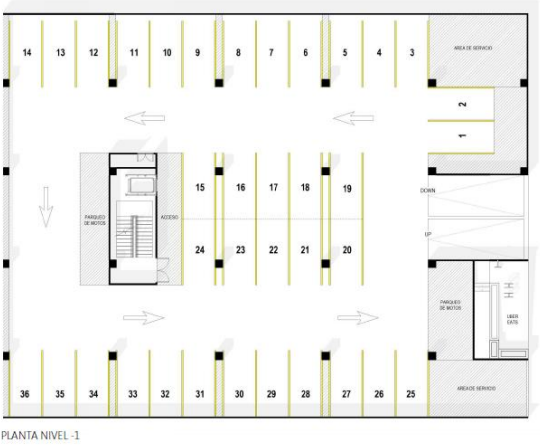 14 13 12 11 10 9 8 7 6 5 4 3
AREA DE SERVICIO
2
1
15 16 17 18 19
DOWN
PARQUEO
DE MOTOS
ACCESO
UP
24 23 22 21 20
PARQUEO
DE MOTOS
UBER
EATS
36 35 34 33 32 31 30 29 28 27 26 25
AREA DE SERVICIO
PLANTA NIVEL -1